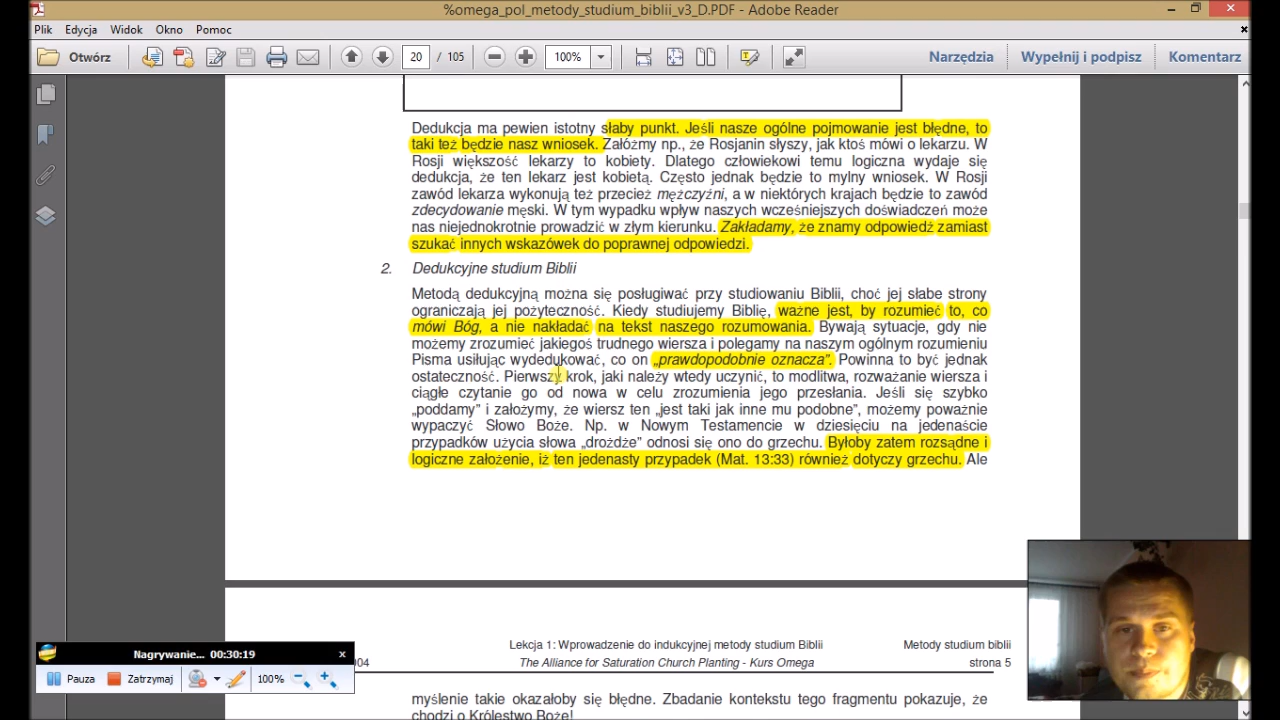 %omega_pol_metody_studium_biblii_v3_D.PDF - Adobe Reader
Plik Edycja Widok Okno Pomoc
Otwórz 20 / 105 100% Narzędzia Wypełnij i podpisz Komentarz
Dedukcja ma pewien istotny słaby punkt. Jeśli nasze ogólne pojmowanie jest błędne, to
taki też będzie nasz wniosek. Załóżmy np., że Rosjanin słyszy, jak ktoś mówi o lekarzu. W
Rosji większość lekarzy to kobiety. Dlatego człowiekowi temu logiczna wydaje się
dedukcja, że ten lekarz jest kobietą. Często jednak będzie to mylny wniosek. W Rosji
zawód lekarza wykonują też przecież mężczyźni, a w niektórych krajach będzie to zawód
zdecydowanie męski. W tym wypadku wpływ naszych wcześniejszych doświadczeń może
nas niejednokrotnie prowadzić w złym kierunku. Zakładamy, że znamy odpowiedź zamiast
szukać innych wskazówek do poprawnej odpowiedzi.
2. Dedukcyjne studium Biblii
Metodą dedukcyjną można się posługiwać przy studiowaniu Biblii, choć jej słabe strony
ograniczają jej pożyteczność. Kiedy studiujemy Biblię, ważne jest, by rozumieć to, co
mówi Bóg, a nie nakładać na tekst naszego rozumowania. Bywają sytuacje, gdy nie
możemy zrozumieć jakiegoś trudnego wiersza i polegamy na naszym ogólnym rozumieniu
Pisma usiłując wydedukować, co on „prawdopodobnie oznacza”. Powinna to być jednak
ostateczność. Pierwszy krok, jaki należy wtedy uczynić, to modlitwa, rozważanie wiersza i
ciągłe czytanie go od nowa w celu zrozumienia jego przesłania. Jeśli się szybko
„poddamy” i założymy, że wiersz ten „jest taki jak inne mu podobne”, możemy poważnie
wypaczyć Słowo Boże. Np. w Nowym Testamencie w dziesięciu na jedenaście
przypadków użycia słowa „drożdże” odnosi się ono do grzechu. Byłoby zatem rozsądne i
logiczne założenie, iż ten jedenasty przypadek (Mat. 13:33) również dotyczy grzechu. Ale
Lekcja 1: Wprowadzenie do indukcyjnej metody studium Biblii Metody studium biblii
004 The Alliance for Saturation Church Planting - Kurs Omega strona 5
myślenie takie okazałoby się błędne. Zbadanie kontekstu tego fragmentu pokazuje, że
chodzi o Królestwo Boże!
Nagrywanie... 00:30:19
Pauza Zatrzymaj 100%